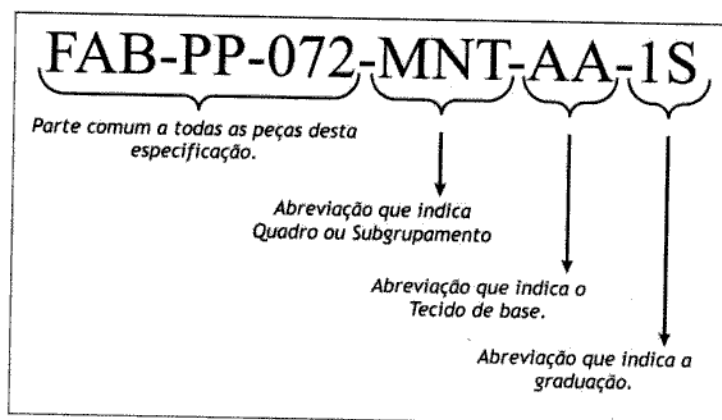 FAB-PP-072-MNT-AA-1S
Parte comum a todas as peças desta
especificação.
Abreviação que indica
Quadro ou Subgrupamento
Abreviação que indica o
Tecido de base.
Abreviação que indica a
graduação.